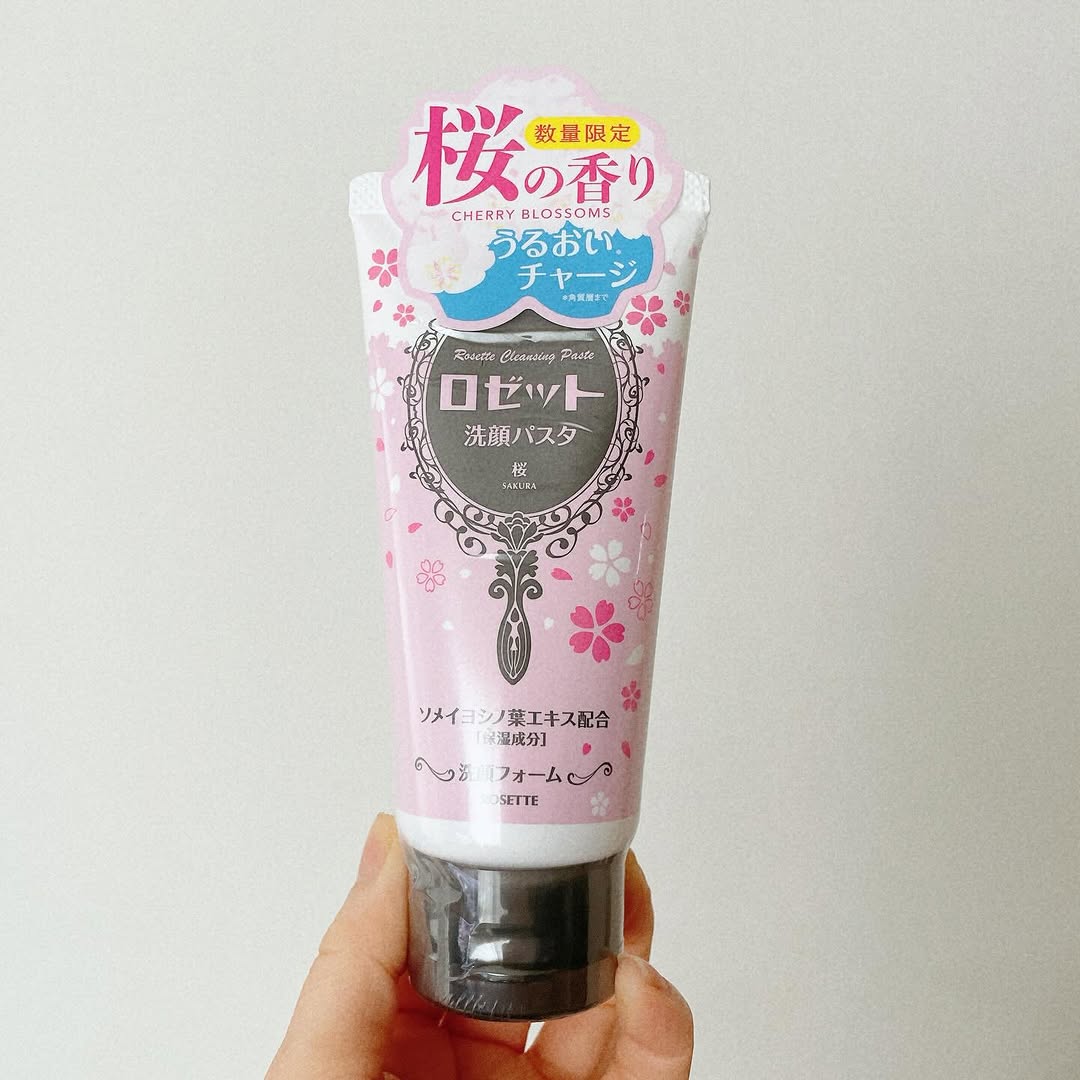 数量限定
桜の香り
CHERRY BLOSSOMS
うるおい*
チャージ
*角質層まで
Rosette Cleansing Paste
ロゼット
洗顔パスタ
桜
SAKURA
ソメイヨシノ葉エキス配合
[保湿成分]
洗顔フォーム
ROSETTE